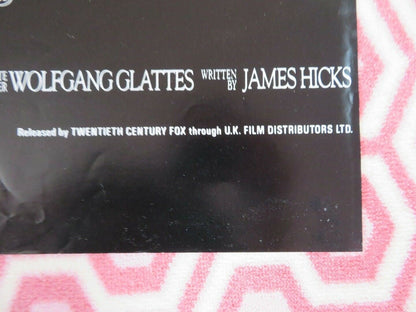 WOLFGANG GLATTES WRITTEN BY JAMES HICKS
Released by TWENTIETH CENTURY FOX through U.K. FILM DISTRIBUTORS LTD.